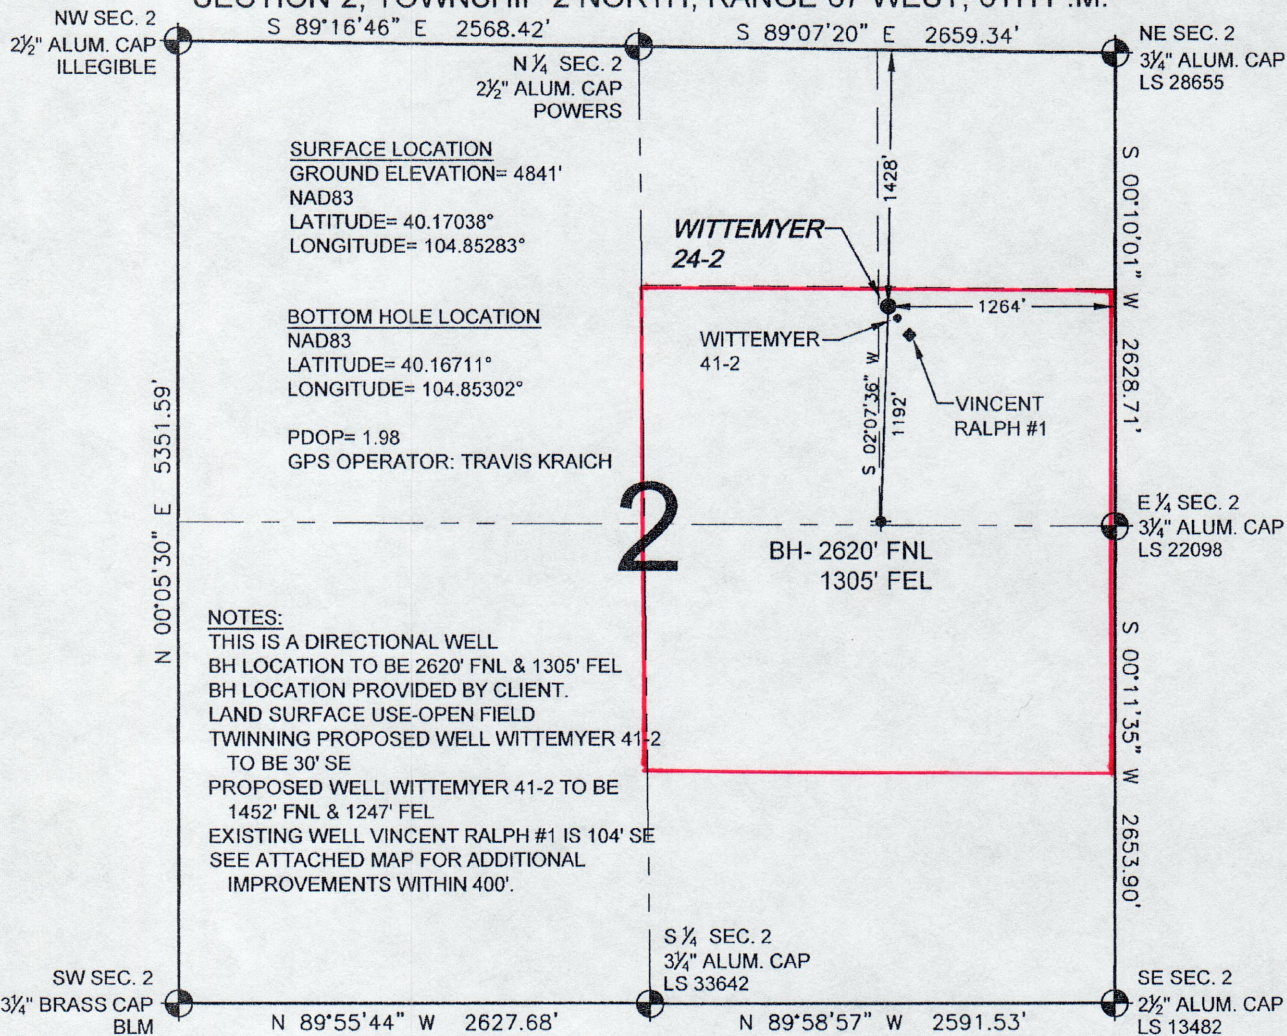 SECTION 2, TOWNSHIP 2 NORTH, RANGE 67 WEST, 6TH P.M.
NW SEC. 2
2½" ALUM. CAP
ILLEGIBLE
S 89°16'46" E 2568.42'
N ¼ SEC. 2
2½" ALUM. CAP
POWERS
S 89°07'20" E 2659.34'
NE SEC. 2
3¼" ALUM. CAP
LS 28655
SURFACE LOCATION
GROUND ELEVATION= 4841'
NAD83
LATITUDE= 40.17038°
LONGITUDE= 104.85283°
BOTTOM HOLE LOCATION
NAD83
LATITUDE= 40.16711°
LONGITUDE= 104.85302°
PDOP= 1.98
GPS OPERATOR: TRAVIS KRAICH
1428'
WITTEMYER
24-2
1264'
WITTEMYER
41-2
VINCENT
RALPH #1
S 02°07'36" W
1192'
S 00°10'01" W 2628.71'
N 00°05'30" E 5351.59'
2
E ¼ SEC. 2
3¼" ALUM. CAP
LS 22098
BH- 2620' FNL
1305' FEL
NOTES:
THIS IS A DIRECTIONAL WELL
BH LOCATION TO BE 2620' FNL & 1305' FEL
BH LOCATION PROVIDED BY CLIENT.
LAND SURFACE USE-OPEN FIELD
TWINNING PROPOSED WELL WITTEMYER 41-2
TO BE 30' SE
PROPOSED WELL WITTEMYER 41-2 TO BE
1452' FNL & 1247' FEL
EXISTING WELL VINCENT RALPH #1 IS 104' SE
SEE ATTACHED MAP FOR ADDITIONAL
IMPROVEMENTS WITHIN 400'.
S 00°11'35" W 2653.90'
SW SEC. 2
3¼" BRASS CAP
BLM
N 89°55'44" W 2627.68'
S ¼ SEC. 2
3¼" ALUM. CAP
LS 33642
N 89°58'57" W 2591.53'
SE SEC. 2
2½" ALUM. CAP
LS 13482